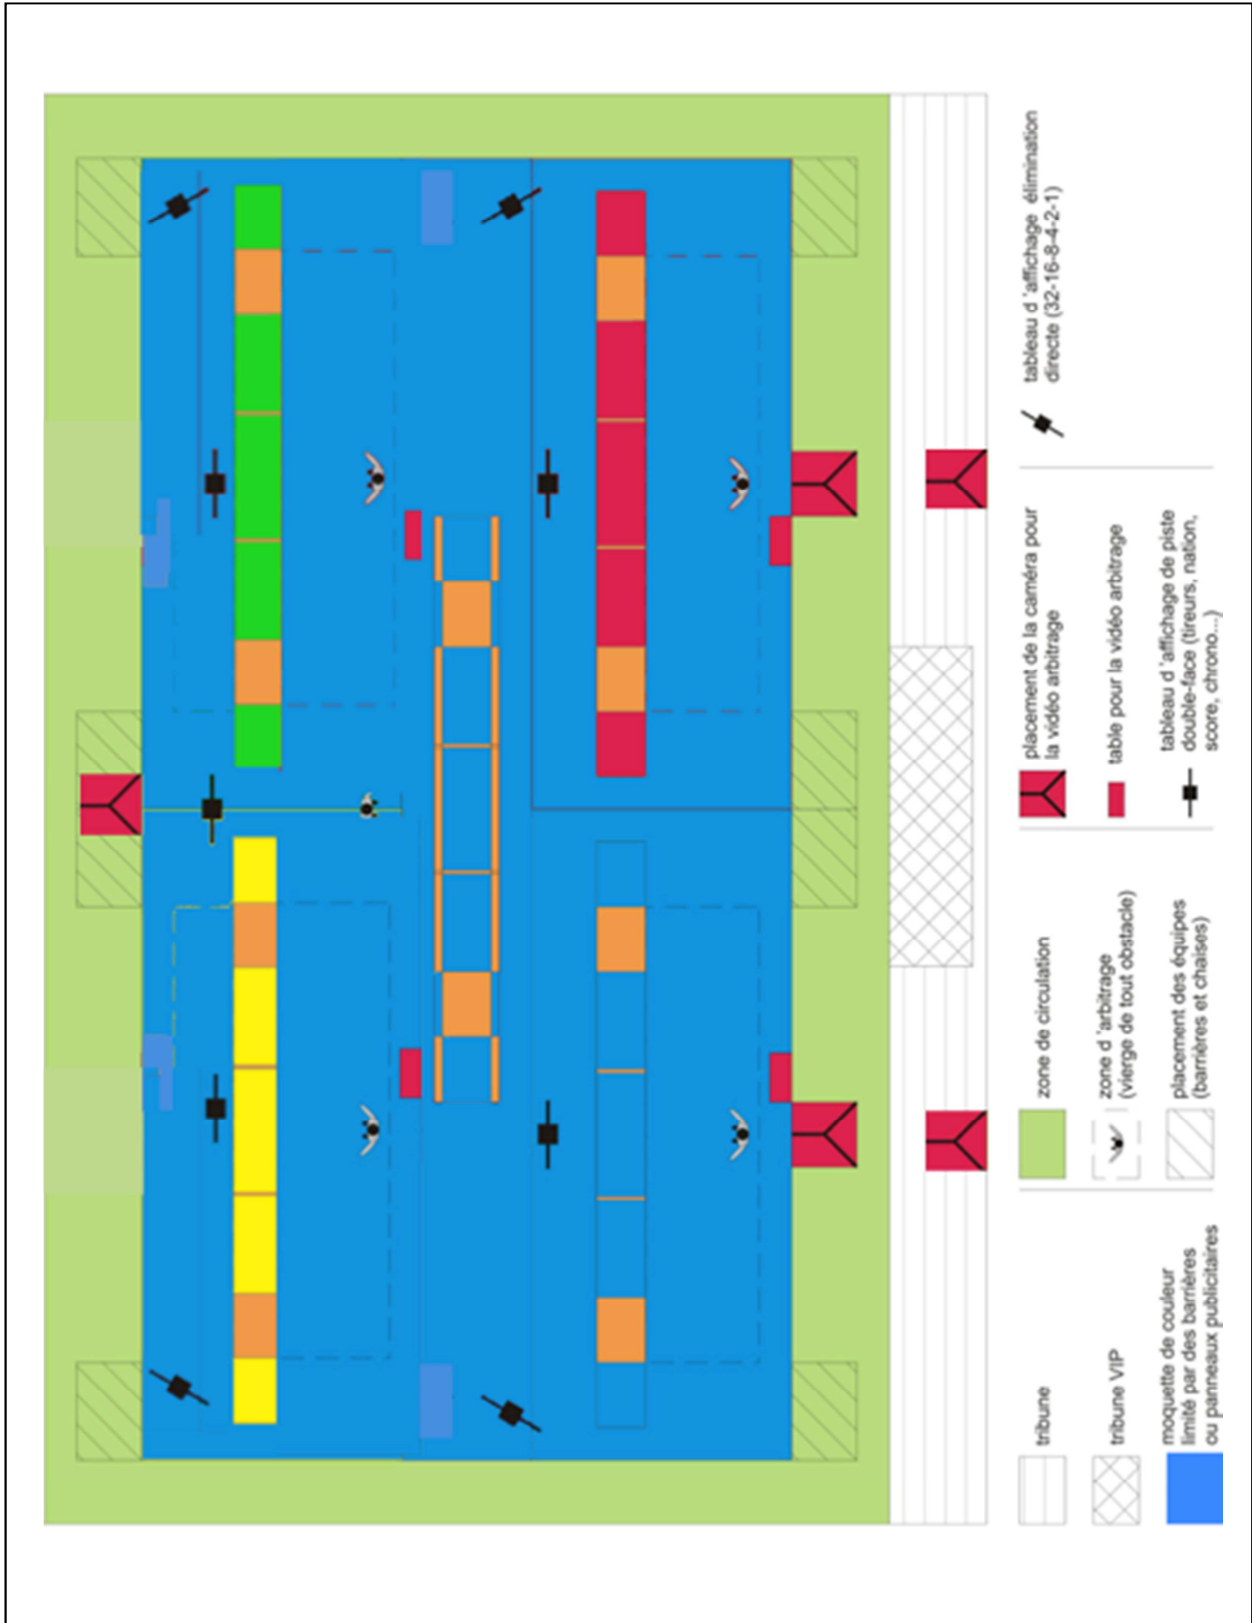 tribune
tribune VIP
moquette de couleur
limité par des barrières
ou panneaux publicitaires
zone de circulation
zone d 'arbitrage
(vierge de tout obstacle)
placement des équipes
(barrières et chaises)
placement de la caméra pour
la vidéo arbitrage
table pour la vidéo arbitrage
tableau d 'affichage de piste
double-face (tireurs, nation,
score, chrono...)
tableau d 'affichage élimination
directe (32-16-8-4-2-1)